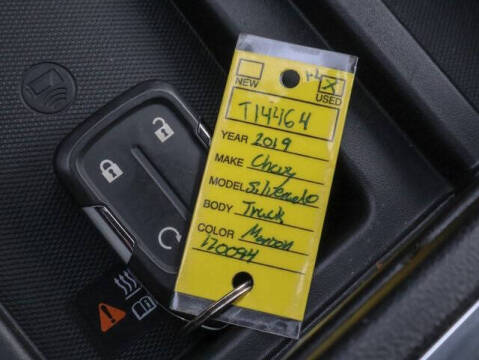 NEW USED
T14464
YEAR 2019
MAKE Chevy
MODEL Silverado
BODY Truck
COLOR Maroon
120094